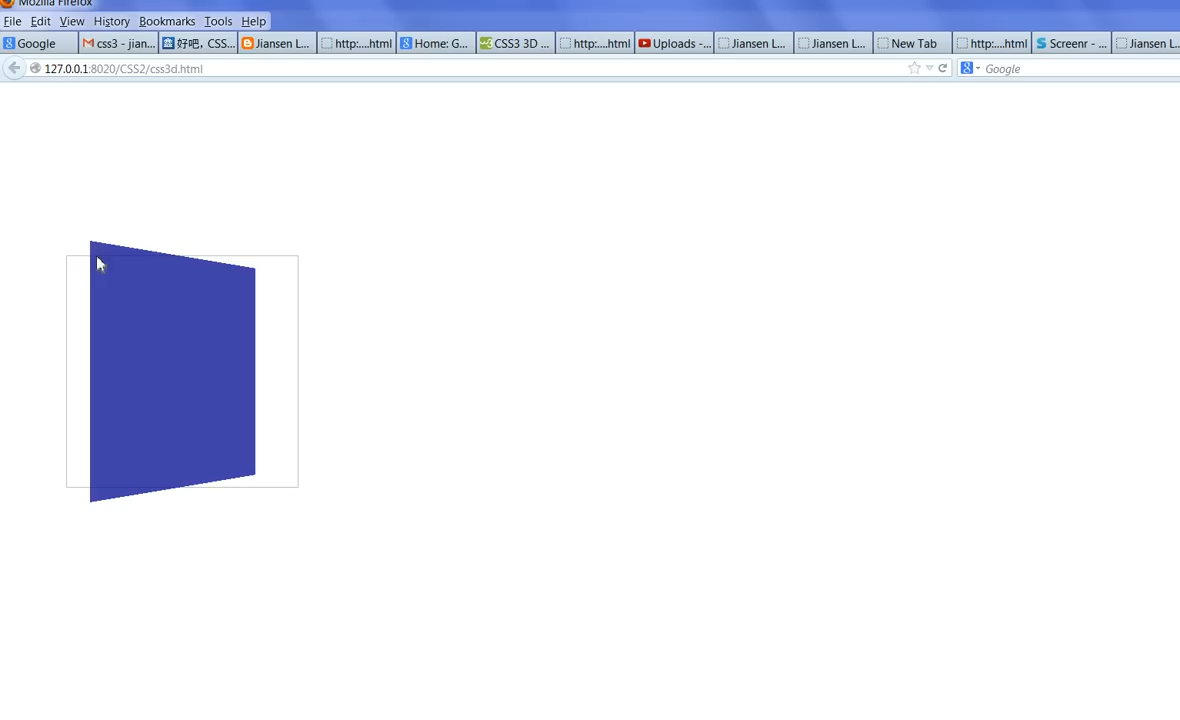 Mozilla Firefox
File Edit View History Bookmarks Tools Help
Google css3 - jian... 好吧，CSS... Jiansen L... http:....html Home: G... CSS3 3D ... http:....html Uploads -... Jiansen L... Jiansen L... New Tab http:....html Screenr - ... Jiansen L...
127.0.0.1:8020/CSS2/css3d.html Google